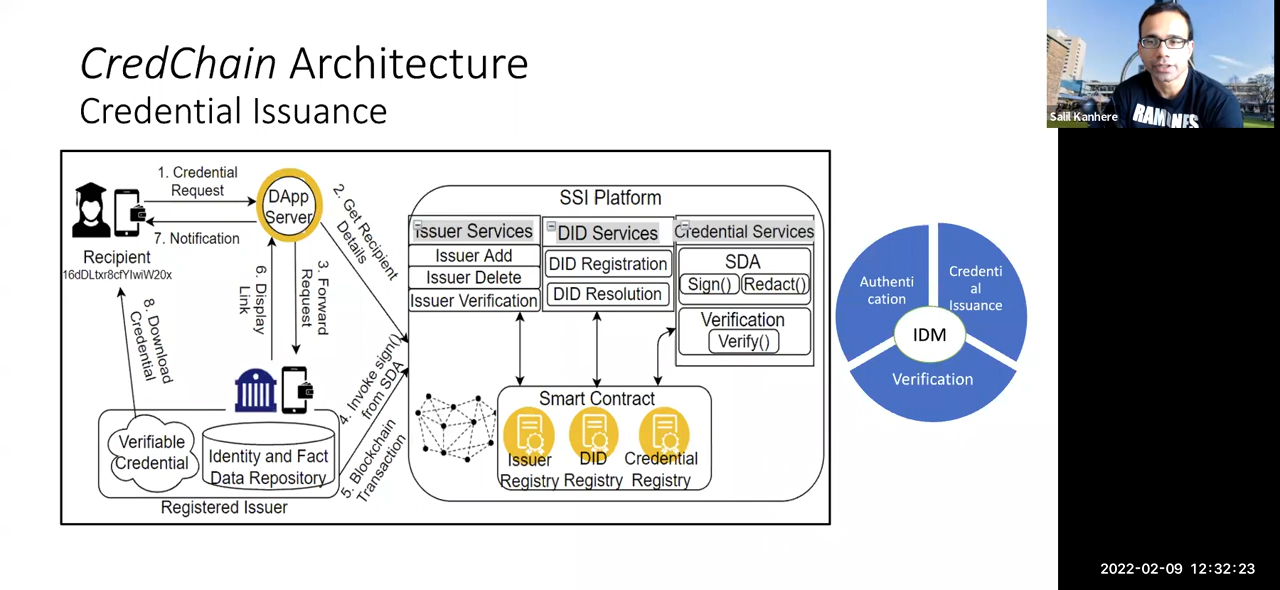 CredChain Architecture
Credential Issuance
Salil Kanhere
RAMONES
1. Credential
Request
DApp
Server
7. Notification
Recipient
16dDLtxr8cfYIwiW20x
2. Get Recipient
Details
6. Display
Link
3. Forward
Request
8. Download
Credential
4. Invoke sign()
from SDA
5. Blockchain
Transaction
Verifiable
Credential
Identity and Fact
Data Repository
Registered Issuer
SSI Platform
Issuer Services
Issuer Add
Issuer Delete
Issuer Verification
DID Services
DID Registration
DID Resolution
Credential Services
SDA
Sign()
Redact()
Verification
Verify()
Smart Contract
Issuer
Registry
DID
Registry
Credential
Registry
Authenti
cation
Credenti
al
Issuance
IDM
Verification
2022-02-09 12:32:23